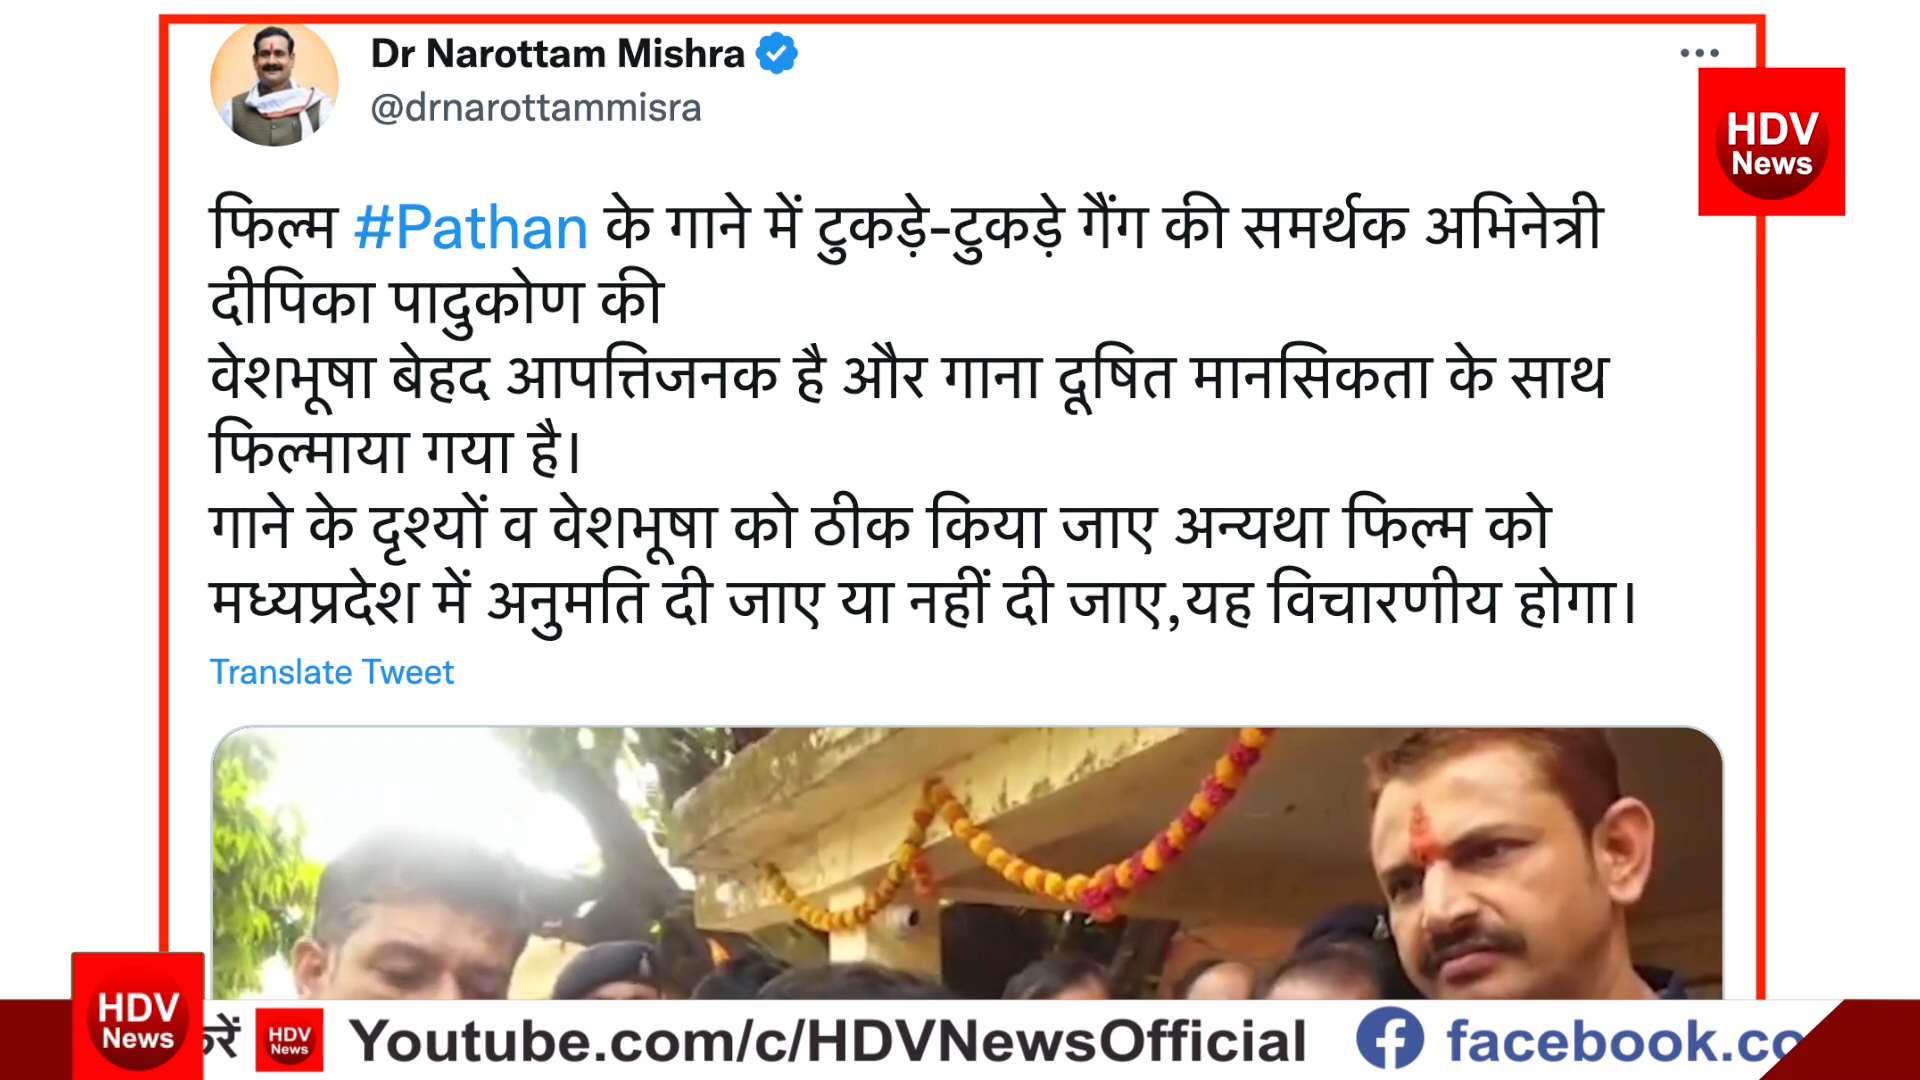 Dr Narottam Mishra
@drnarottammisra
HDV
News
फिल्म #Pathan के गाने में टुकड़े-टुकड़े गैंग की समर्थक अभिनेत्री
दीपिका पादुकोण की
वेशभूषा बेहद आपत्तिजनक है और गाना दूषित मानसिकता के साथ
फिल्माया गया है।
गाने के दृश्यों व वेशभूषा को ठीक किया जाए अन्यथा फिल्म को
मध्यप्रदेश में अनुमति दी जाए या नहीं दी जाए,यह विचारणीय होगा।
Translate Tweet
HDV
News
HDV
News
Youtube.com/c/HDVNewsOfficial
facebook.co